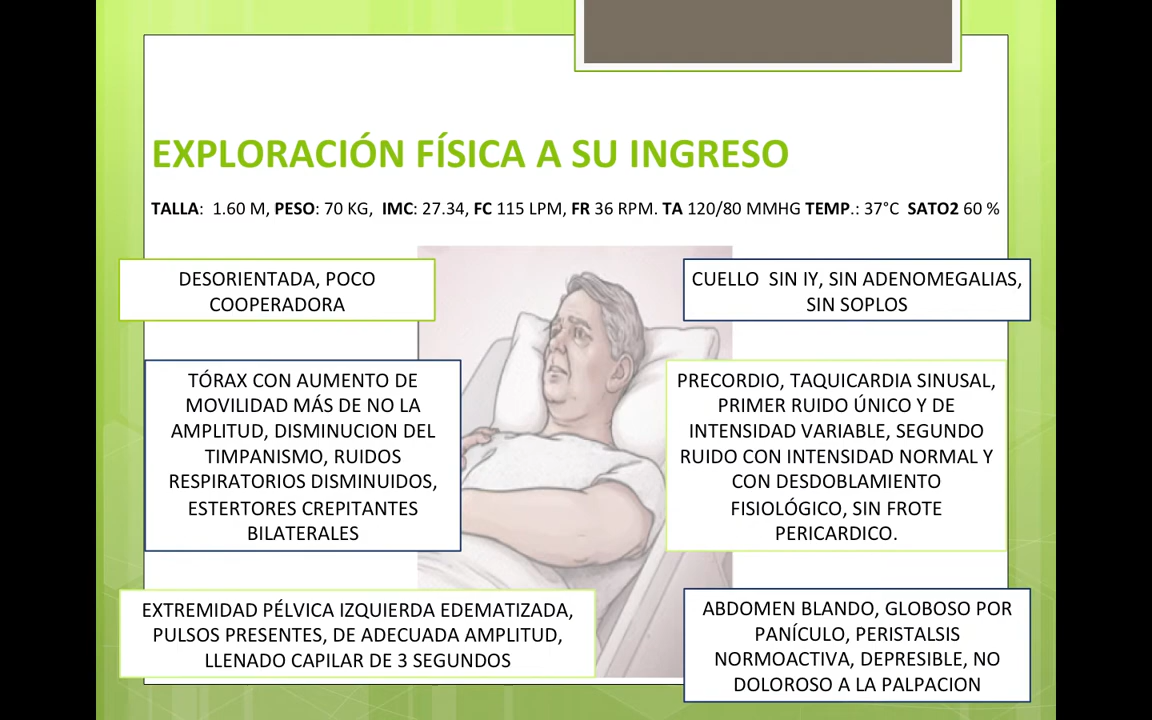 EXPLORACIÓN FÍSICA A SU INGRESO
TALLA:  1.60 M, PESO: 70 KG,  IMC: 27.34, FC 115 LPM, FR 36 RPM. TA 120/80 MMHG TEMP.: 37°C  SATO2 60 %
DESORIENTADA, POCO
COOPERADORA
CUELLO  SIN IY, SIN ADENOMEGALIAS,
SIN SOPLOS
TÓRAX CON AUMENTO DE
MOVILIDAD MÁS DE NO LA
AMPLITUD, DISMINUCION DEL
TIMPANISMO, RUIDOS
RESPIRATORIOS DISMINUIDOS,
ESTERTORES CREPITANTES
BILATERALES
PRECORDIO, TAQUICARDIA SINUSAL,
PRIMER RUIDO ÚNICO Y DE
INTENSIDAD VARIABLE, SEGUNDO
RUIDO CON INTENSIDAD NORMAL Y
CON DESDOBLAMIENTO
FISIOLÓGICO, SIN FROTE
PERICARDICO.
EXTREMIDAD PÉLVICA IZQUIERDA EDEMATIZADA,
PULSOS PRESENTES, DE ADECUADA AMPLITUD,
LLENADO CAPILAR DE 3 SEGUNDOS
ABDOMEN BLANDO, GLOBOSO POR
PANÍCULO, PERISTALSIS
NORMOACTIVA, DEPRESIBLE, NO
DOLOROSO A LA PALPACION